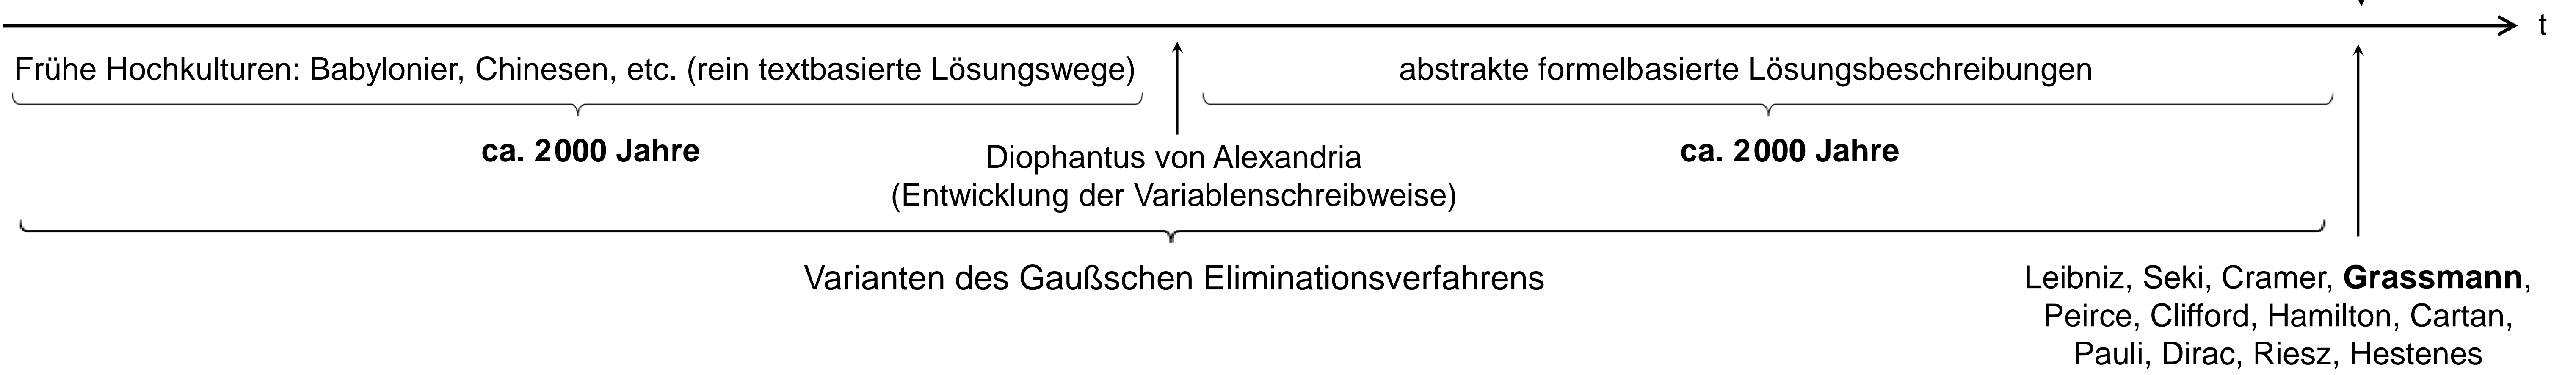 t
Frühe Hochkulturen: Babylonier, Chinesen, etc. (rein textbasierte Lösungswege)
abstrakte formelbasierte Lösungsbeschreibungen
ca. 2000 Jahre
Diophantus von Alexandria
(Entwicklung der Variablenschreibweise)
ca. 2000 Jahre
Varianten des Gaußschen Eliminationsverfahrens
Leibniz, Seki, Cramer, Grassmann,
Peirce, Clifford, Hamilton, Cartan,
Pauli, Dirac, Riesz, Hestenes